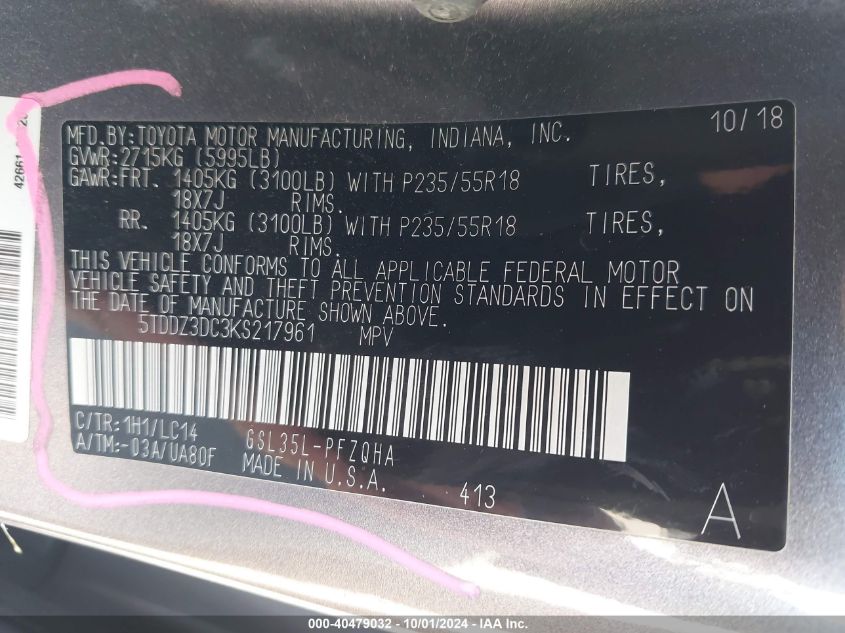 10/18
MFD.BY:TOYOTA MOTOR MANUFACTURING, INDIANA, INC.
GVWR:2715KG (5995LB)
GAWR:FRT. 1405KG (3100LB) WITH P235/55R18 TIRES,
18X7J RIMS.
RR. 1405KG (3100LB) WITH P235/55R18 TIRES,
18X7J RIMS.
THIS VEHICLE CONFORMS TO ALL APPLICABLE FEDERAL MOTOR
VEHICLE SAFETY AND THEFT PREVENTION STANDARDS IN EFFECT ON
THE DATE OF MANUFACTURE SHOWN ABOVE.
5TDDZ3DC3KS217961 MPV
C/TR:1H1/LC14 GSL35L-PFZQHA
A/TM:-03A/UA80F MADE IN U.S.A. 413
A
42661
000-40479032 - 10/01/2024 - IAA Inc.